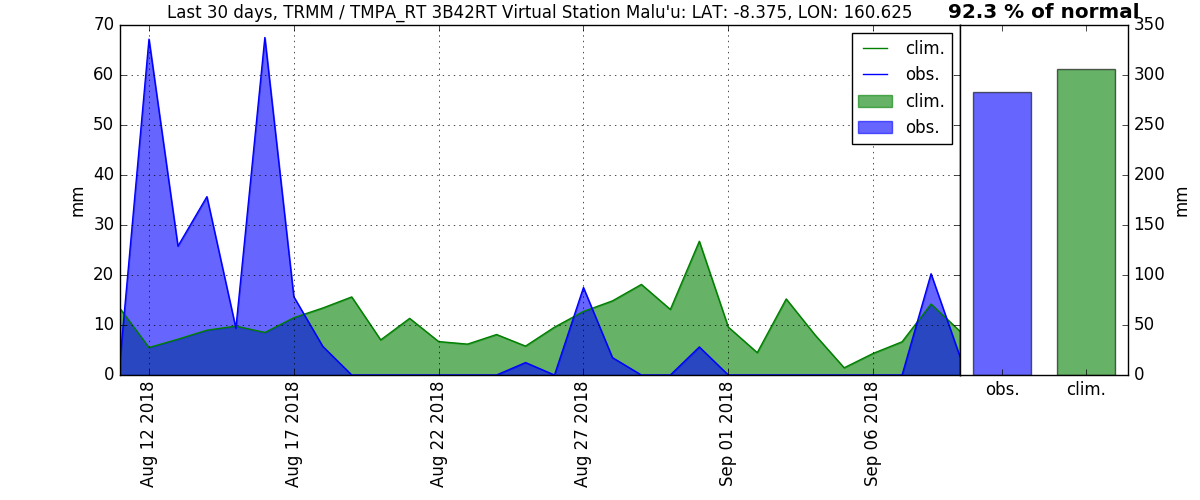 Last 30 days, TRMM / TMPA_RT 3B42RT Virtual Station Malu'u: LAT: -8.375, LON: 160.625
92.3 % of normal
70
60
50
40
30
20
10
0
mm
clim.
obs.
clim.
obs.
Aug 12 2018
Aug 17 2018
Aug 22 2018
Aug 27 2018
Sep 01 2018
Sep 06 2018
350
300
250
200
150
100
50
0
mm
obs.
clim.